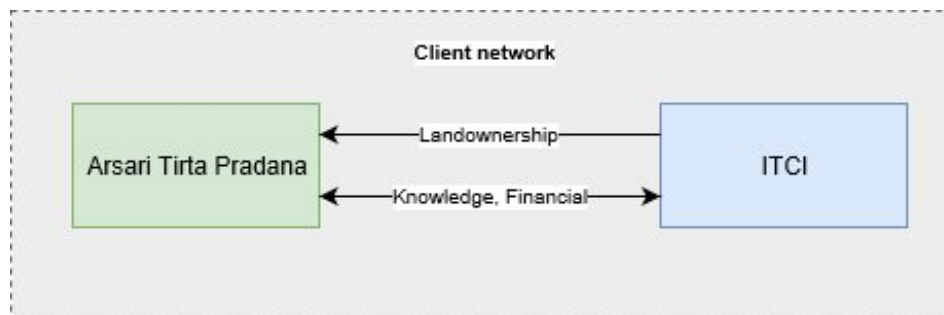 Client network
Landownership
Arsari Tirta Pradana
ITCI
Knowledge, Financial